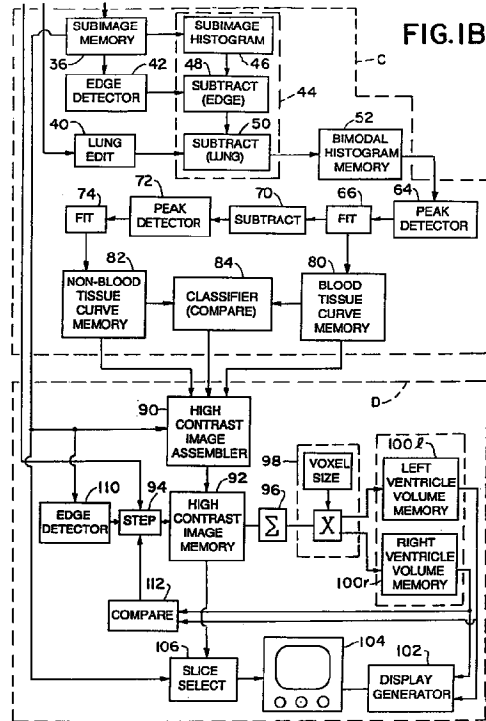 FIG.1B
SUBIMAGE
MEMORY
36
SUBIMAGE
HISTOGRAM
46
C
42
EDGE
DETECTOR
48
SUBTRACT
(EDGE)
44
40
LUNG
EDIT
50
SUBTRACT
(LUNG)
52
BIMODAL
HISTOGRAM
MEMORY
74
FIT
72
PEAK
DETECTOR
70
SUBTRACT
66
FIT
64
PEAK
DETECTOR
82
NON-BLOOD
TISSUE
CURVE MEMORY
84
CLASSIFIER
(COMPARE)
80
BLOOD
TISSUE
CURVE MEMORY
D
90
HIGH
CONTRAST
IMAGE
ASSEMBLER
110
EDGE
DETECTOR
94
STEP
92
HIGH
CONTRAST
IMAGE
MEMORY
96
Σ
98
VOXEL
SIZE
X
100ℓ
LEFT
VENTRICLE
VOLUME
MEMORY
RIGHT
VENTRICLE
VOLUME
MEMORY
100r
112
COMPARE
106
SLICE
SELECT
104
102
DISPLAY
GENERATOR